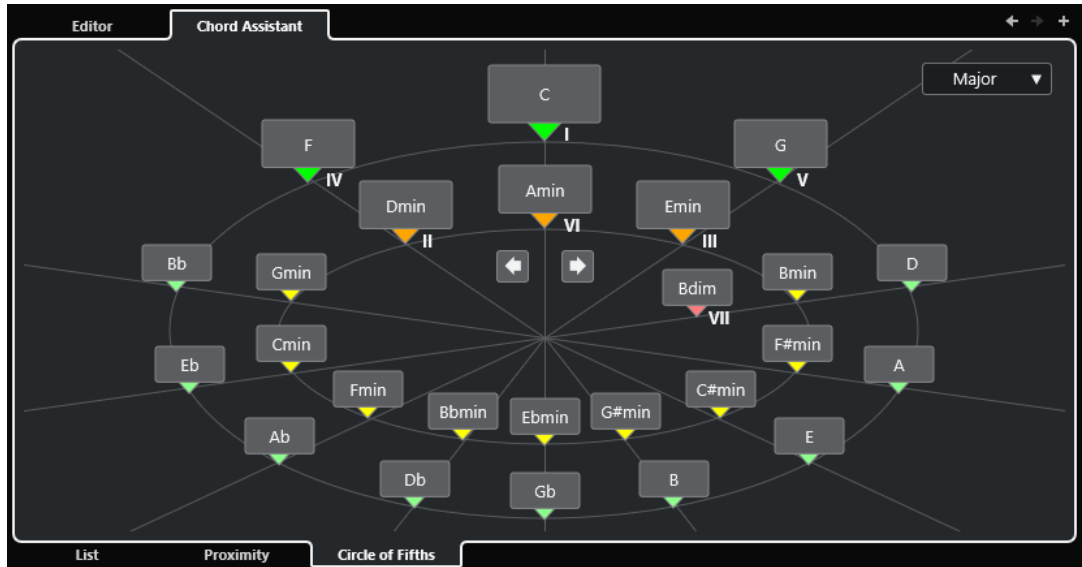 Editor
Chord Assistant
Major
C
I
F
IV
G
V
Amin
VI
Dmin
II
Emin
III
Bb
Gmin
Bdim
VII
Bmin
D
Eb
Cmin
F#min
A
Fmin
C#min
Bbmin
Ebmin
G#min
Ab
E
Db
Gb
B
List
Proximity
Circle of Fifths